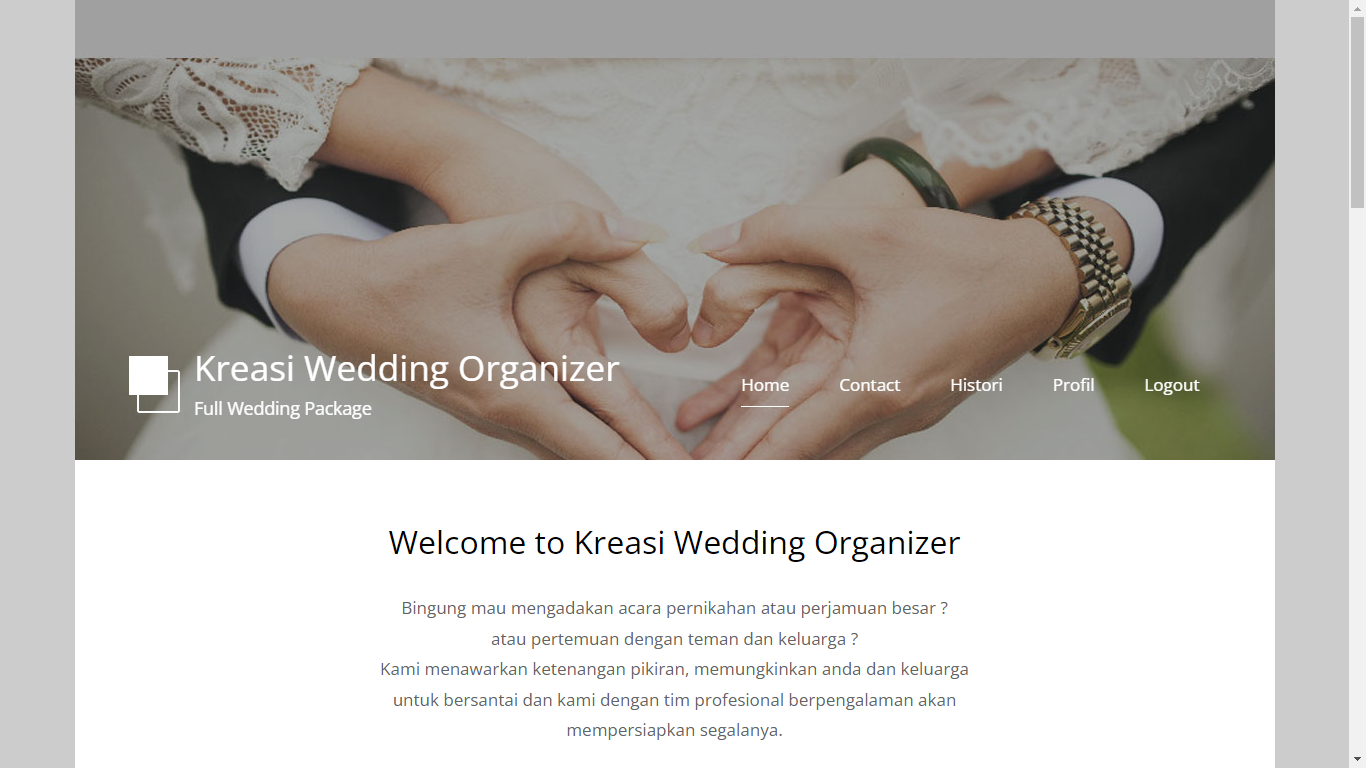 Kreasi Wedding Organizer
Full Wedding Package
Home Contact Histori Profil Logout
Welcome to Kreasi Wedding Organizer
Bingung mau mengadakan acara pernikahan atau perjamuan besar ?
atau pertemuan dengan teman dan keluarga ?
Kami menawarkan ketenangan pikiran, memungkinkan anda dan keluarga
untuk bersantai dan kami dengan tim profesional berpengalaman akan
mempersiapkan segalanya.